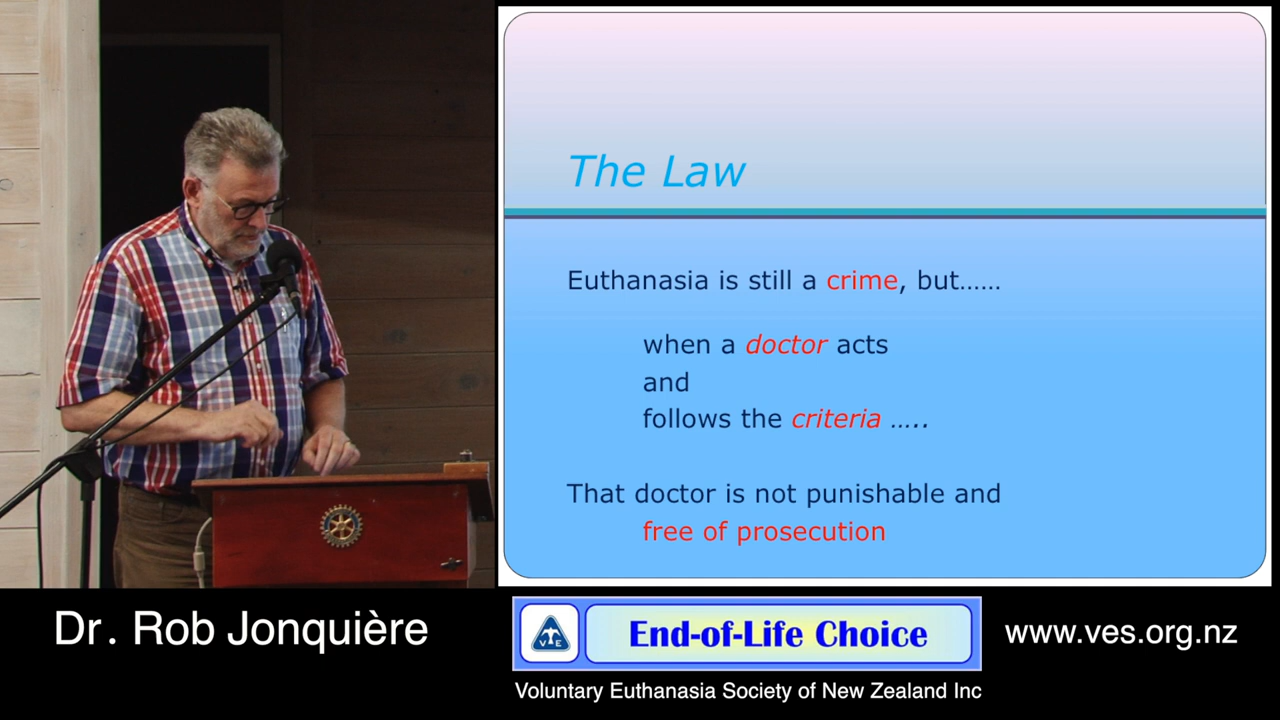 The Law
Euthanasia is still a crime, but……
when a doctor acts
and
follows the criteria …..
That doctor is not punishable and
free of prosecution
Dr. Rob Jonquière
VTE
End-of-Life Choice
www.ves.org.nz
Voluntary Euthanasia Society of New Zealand Inc